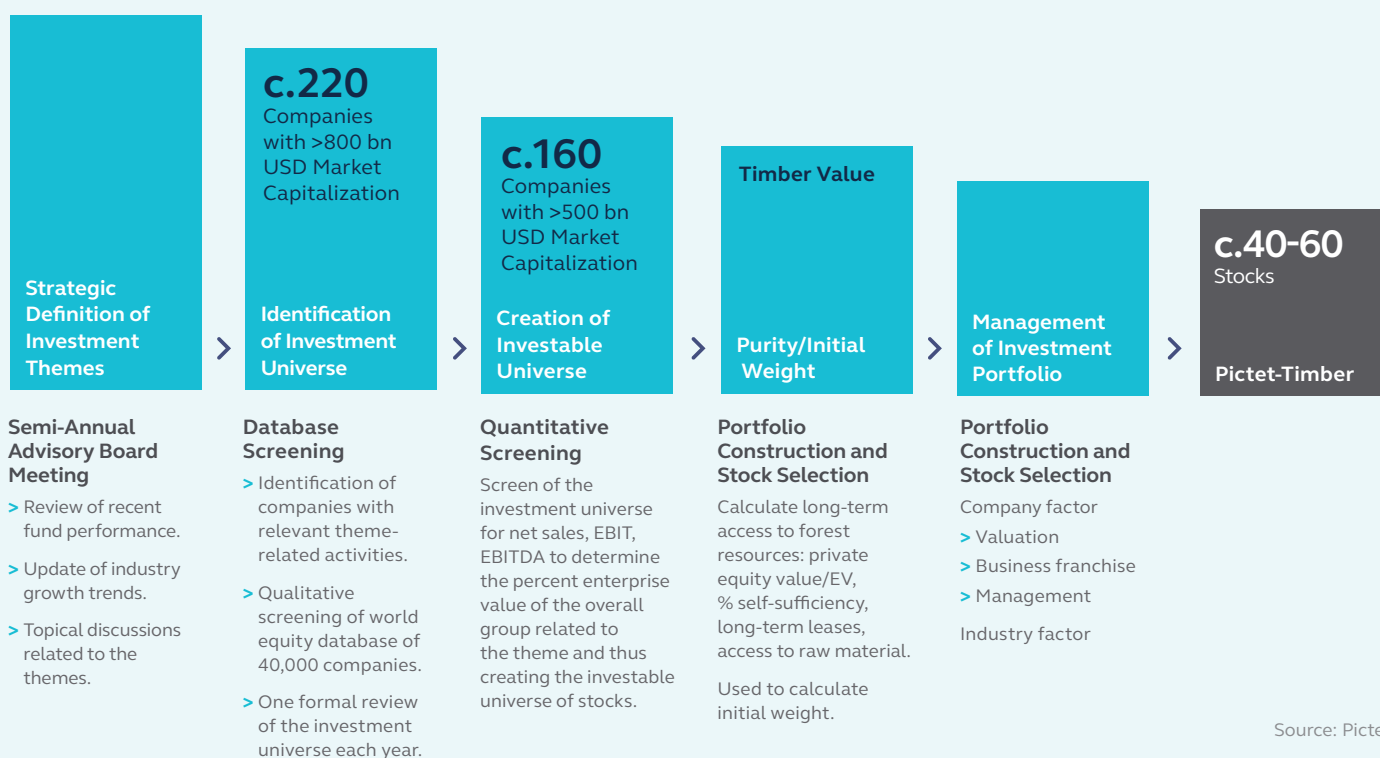 Strategic
Definition of
Investment
Themes
c.220
Companies
with >800 bn
USD Market
Capitalization
Identification
of Investment
Universe
c.160
Companies
with >500 bn
USD Market
Capitalization
Creation of
Investable
Universe
Timber Value
Purity/Initial
Weight
Management
of Investment
Portfolio
c.40-60
Stocks
Pictet-Timber
Semi-Annual
Advisory Board
Meeting
> Review of recent
fund performance.
> Update of industry
growth trends.
> Topical discussions
related to the
themes.
Database
Screening
> Identification of
companies with
relevant theme-
related activities.
> Qualitative
screening of world
equity database of
40,000 companies.
> One formal review
of the investment
universe each year.
Quantitative
Screening
Screen of the
investment universe
for net sales, EBIT,
EBITDA to determine
the percent enterprise
value of the overall
group related to
the theme and thus
creating the investable
universe of stocks.
Portfolio
Construction and
Stock Selection
Calculate long-term
access to forest
resources: private
equity value/EV,
% self-sufficiency,
long-term leases,
access to raw material.
Used to calculate
initial weight.
Portfolio
Construction and
Stock Selection
Company factor
> Valuation
> Business franchise
> Management
Industry factor
Source: Picte